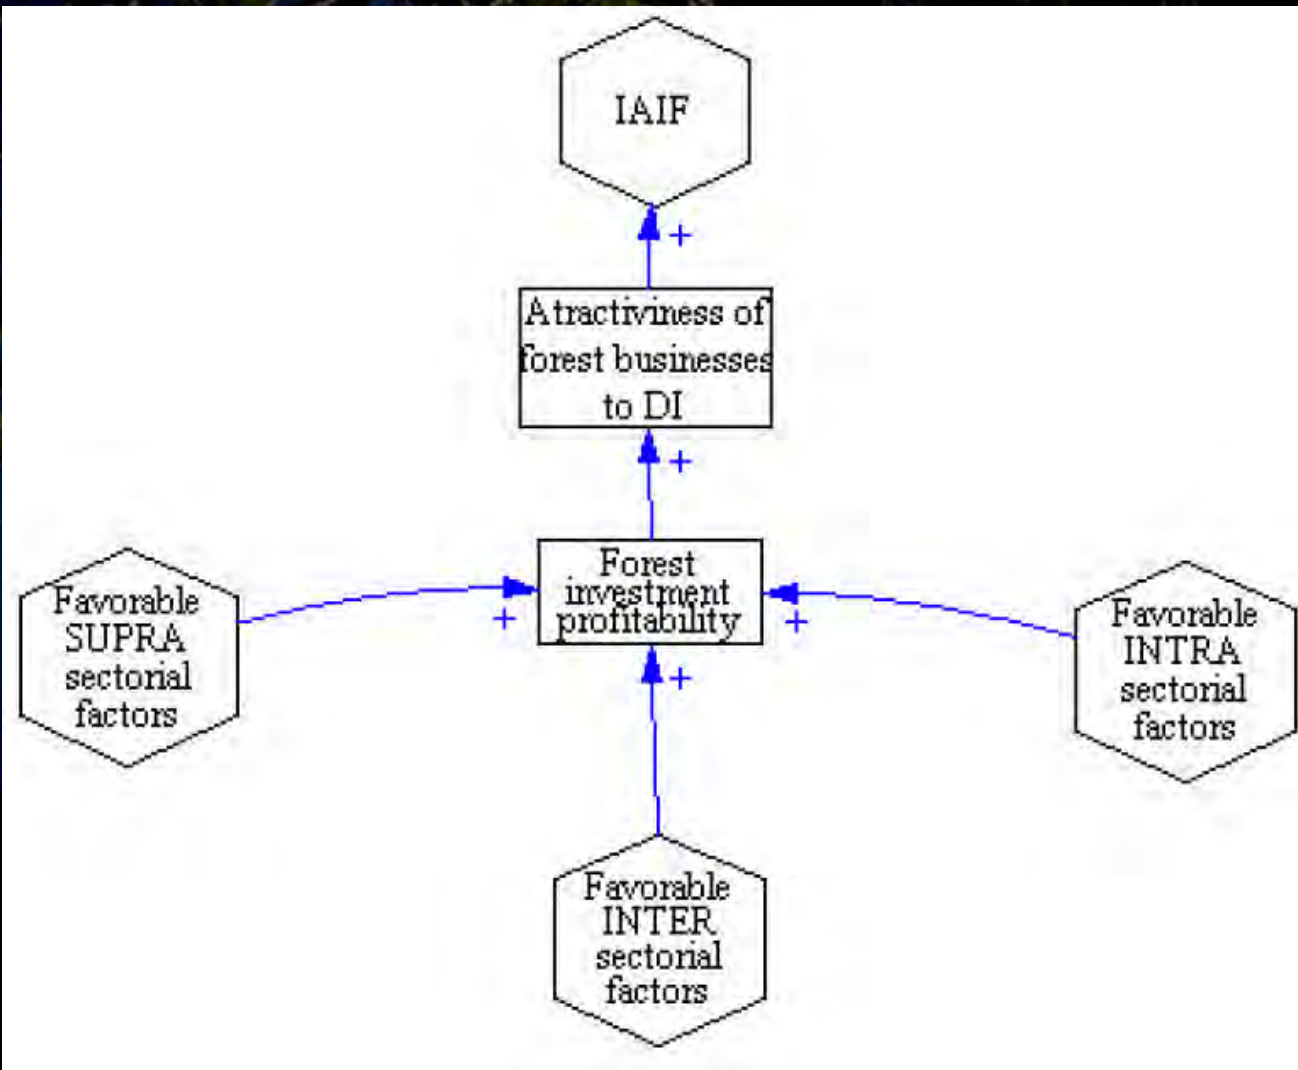 IAIF
+
Atractiviness of
forest businesses
to DI
+
Forest
investment
profitability
+
+
+
Favorable
SUPRA
sectorial
factors
Favorable
INTRA
sectorial
factors
Favorable
INTER
sectorial
factors